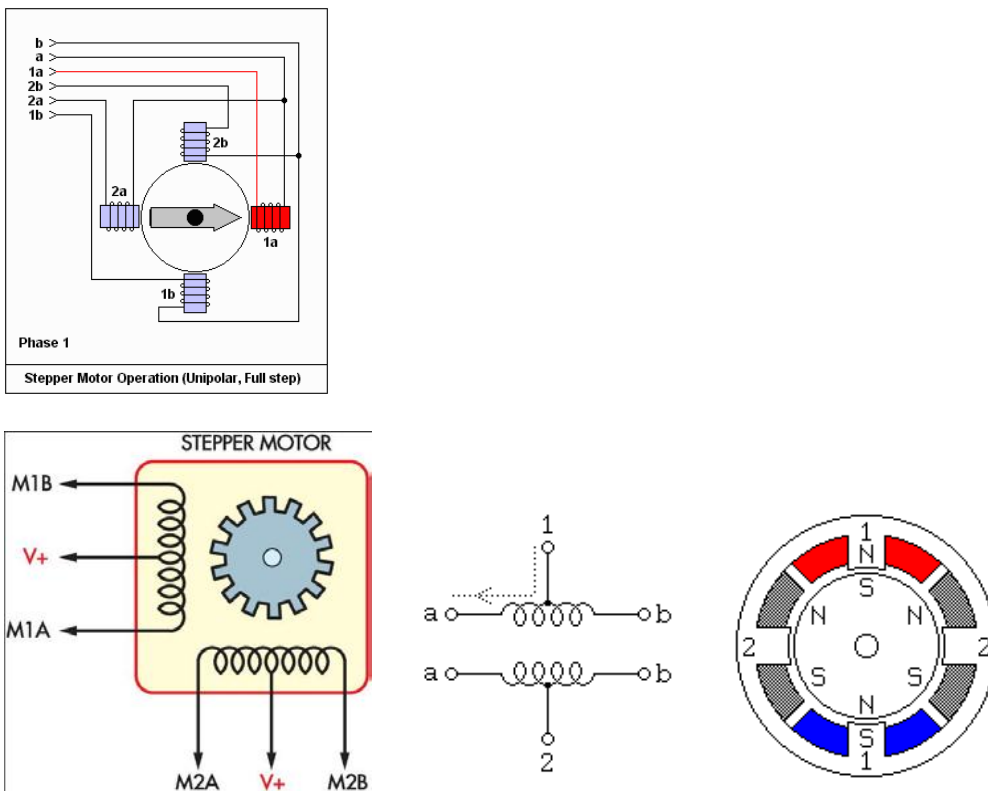 b
a
1a
2b
2a
1b
2b
2a
1a
1b
Phase 1
Stepper Motor Operation (Unipolar, Full step)
STEPPER MOTOR
M1B
V+
M1A
M2A V+ M2B
1
a b
a b
2
1
N
S
N N
2 2
S S
N
S
1